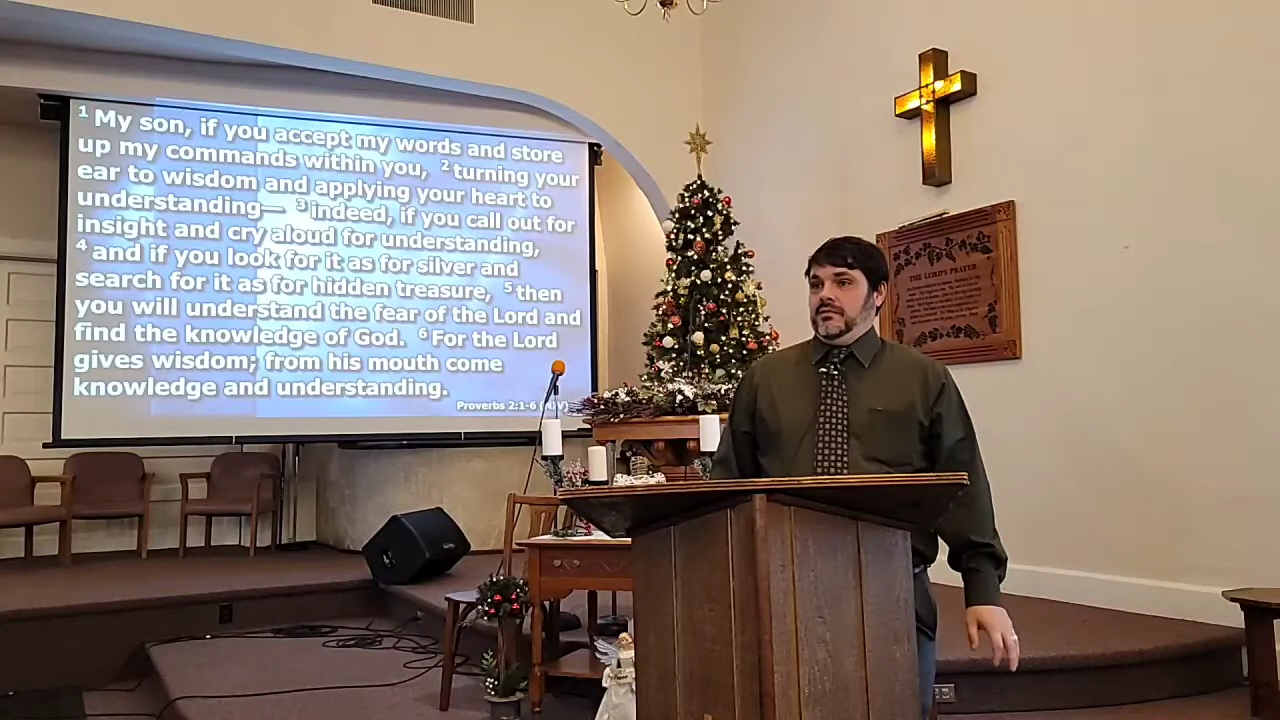 1 My son, if you accept my words and store
up my commands within you, 2 turning your
ear to wisdom and applying your heart to
understanding— 3 indeed, if you call out for
insight and cry aloud for understanding,
4 and if you look for it as for silver and
search for it as for hidden treasure, 5 then
you will understand the fear of the Lord and
find the knowledge of God. 6 For the Lord
gives wisdom; from his mouth come
knowledge and understanding.
Proverbs 2:1-6 (NIV)
THE LORD'S PRAYER